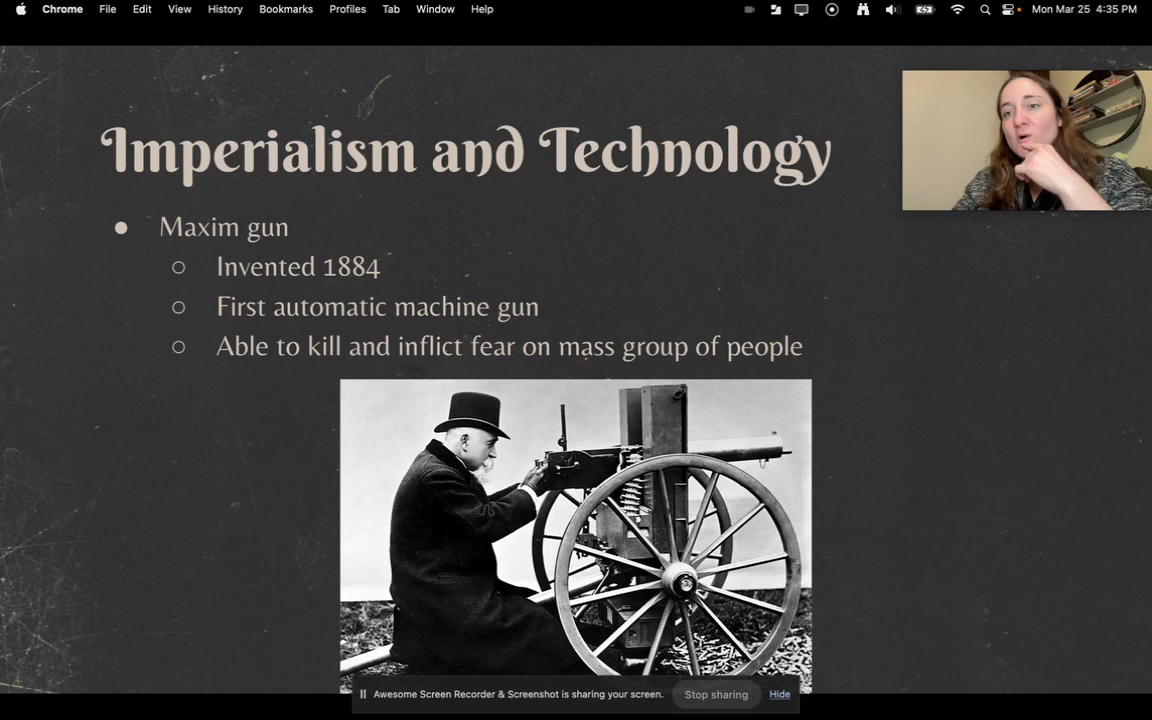 Chrome File Edit View History Bookmarks Profiles Tab Window Help Mon Mar 25 4:35 PM
Imperialism and Technology
Maxim gun
Invented 1884
First automatic machine gun
Able to kill and inflict fear on mass group of people
Awesome Screen Recorder & Screenshot is sharing your screen. Stop sharing Hide